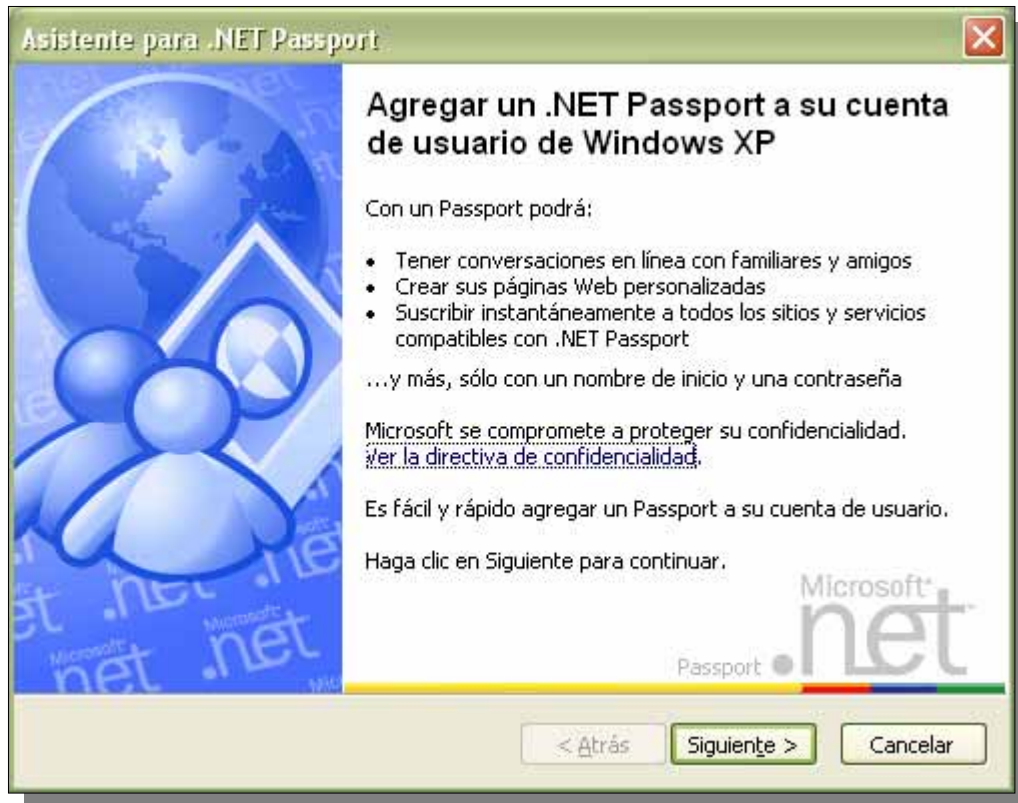 Asistente para .NET Passport
Agregar un .NET Passport a su cuenta
de usuario de Windows XP
Con un Passport podrá:
• Tener conversaciones en línea con familiares y amigos
• Crear sus páginas Web personalizadas
• Suscribir instantáneamente a todos los sitios y servicios
compatibles con .NET Passport
...y más, sólo con un nombre de inicio y una contraseña
Microsoft se compromete a proteger su confidencialidad.
Ver la directiva de confidencialidad.
Es fácil y rápido agregar un Passport a su cuenta de usuario.
Haga clic en Siguiente para continuar.
Microsoft
Passport .net
Microsoft
.net
Microsoft
.net
< Atrás
Siguiente >
Cancelar